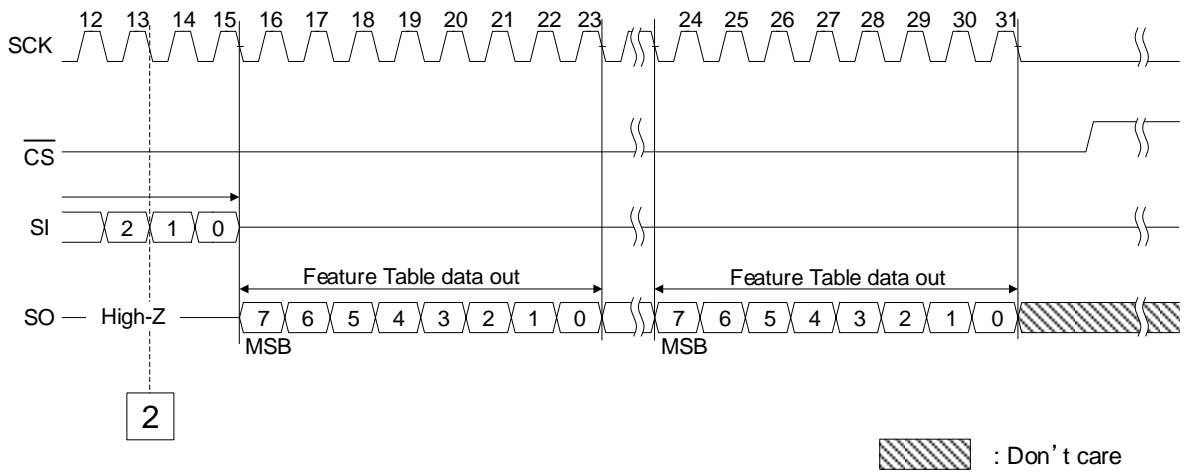 12 13 14 15 16 17 18 19 20 21 22 23 24 25 26 27 28 29 30 31
SCK
CS
SI 2 1 0
Feature Table data out Feature Table data out
SO High-Z 7 6 5 4 3 2 1 0 7 6 5 4 3 2 1 0
MSB MSB
2
: Don't care